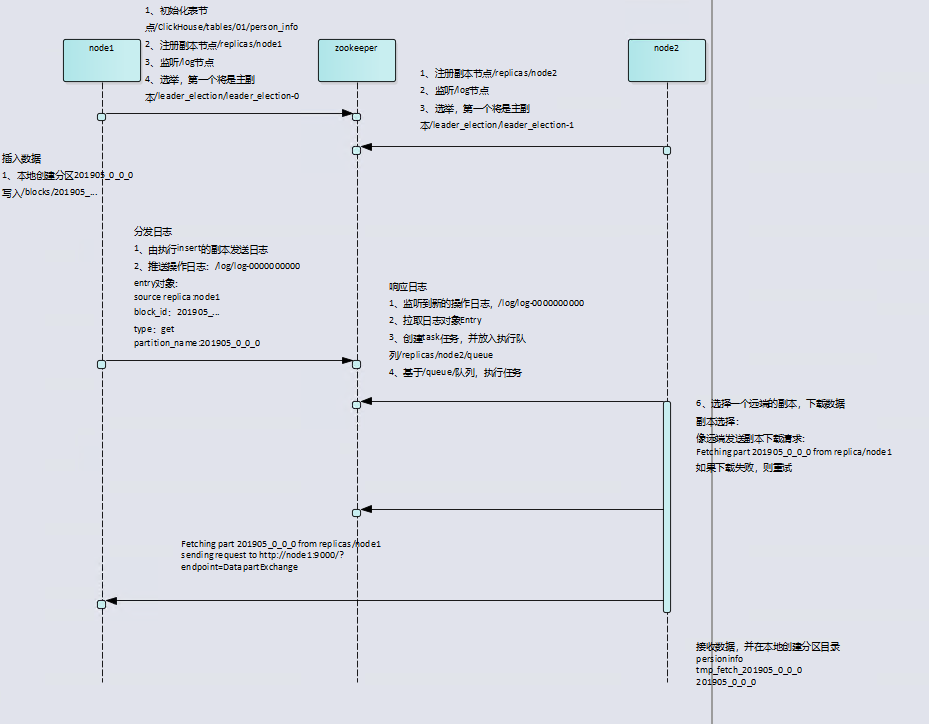 1、初始化表节
点/ClickHouse/tables/01/person_info
2、注册副本节点/replicas/node1
3、监听/log节点
4、选举，第一个将是主副
本/leader_election/leader_election-0
node1
zookeeper
node2
1、注册副本节点/replicas/node2
2、监听/log节点
3、选举，第一个将是主副
本/leader_election/leader_election-1
插入数据
1、本地创建分区201905_0_0_0
写入/blocks/201905_...
分发日志
1、由执行insert的副本发送日志
2、推送操作日志：/log/log-0000000000
entry对象：
source replica:node1
block_id：201905_...
type：get
partition_name:201905_0_0_0
响应日志
1、监听到新的操作日志，/log/log-0000000000
2、拉取日志对象Entry
3、创建task任务，并放入执行队
列/replicas/node2/queue
4、基于/queue/队列，执行任务
6、选择一个远端的副本，下载数据
副本选择：
像远端发送副本下载请求:
Fetching part 201905_0_0_0 from replica/node1
如果下载失败，则重试
Fetching part 201905_0_0_0 from replicas/node1
sending request to http://node1:9000/?
endpoint=DatapartExchange
接收数据，并在本地创建分区目录
persioninfo
tmp_fetch_201905_0_0_0
201905_0_0_0